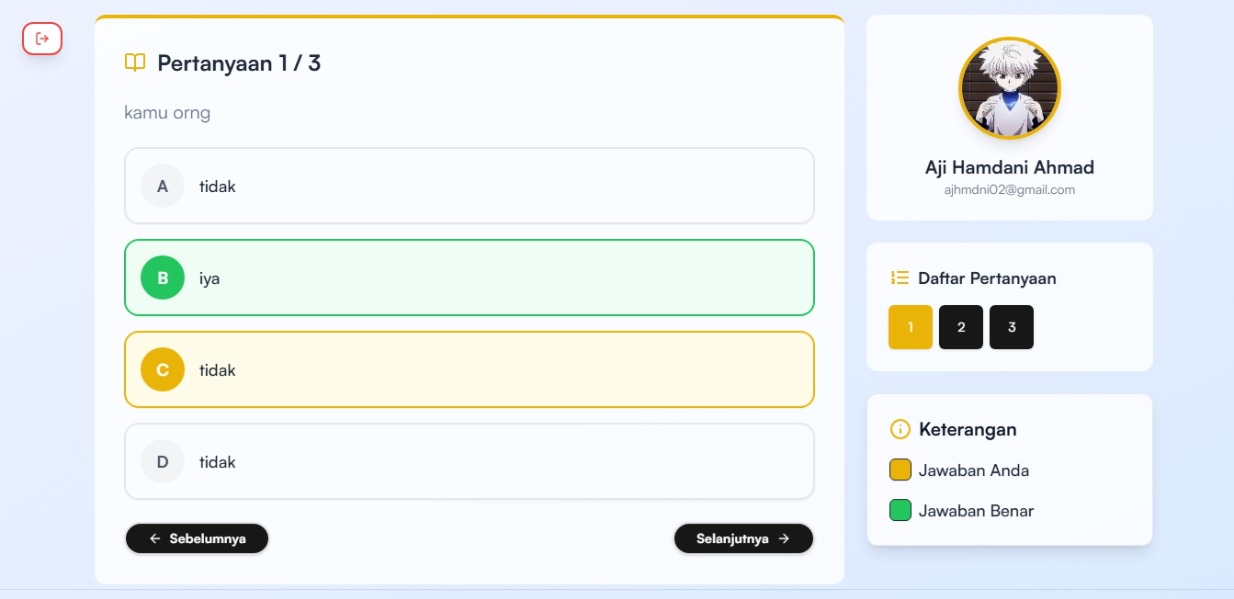 Pertanyaan 1 / 3
kamu orng
A tidak
B iya
C tidak
D tidak
← Sebelumnya
Selanjutnya →
Aji Hamdani Ahmad
ajhmdni02@gmail.com
Daftar Pertanyaan
1 2 3
Keterangan
Jawaban Anda
Jawaban Benar